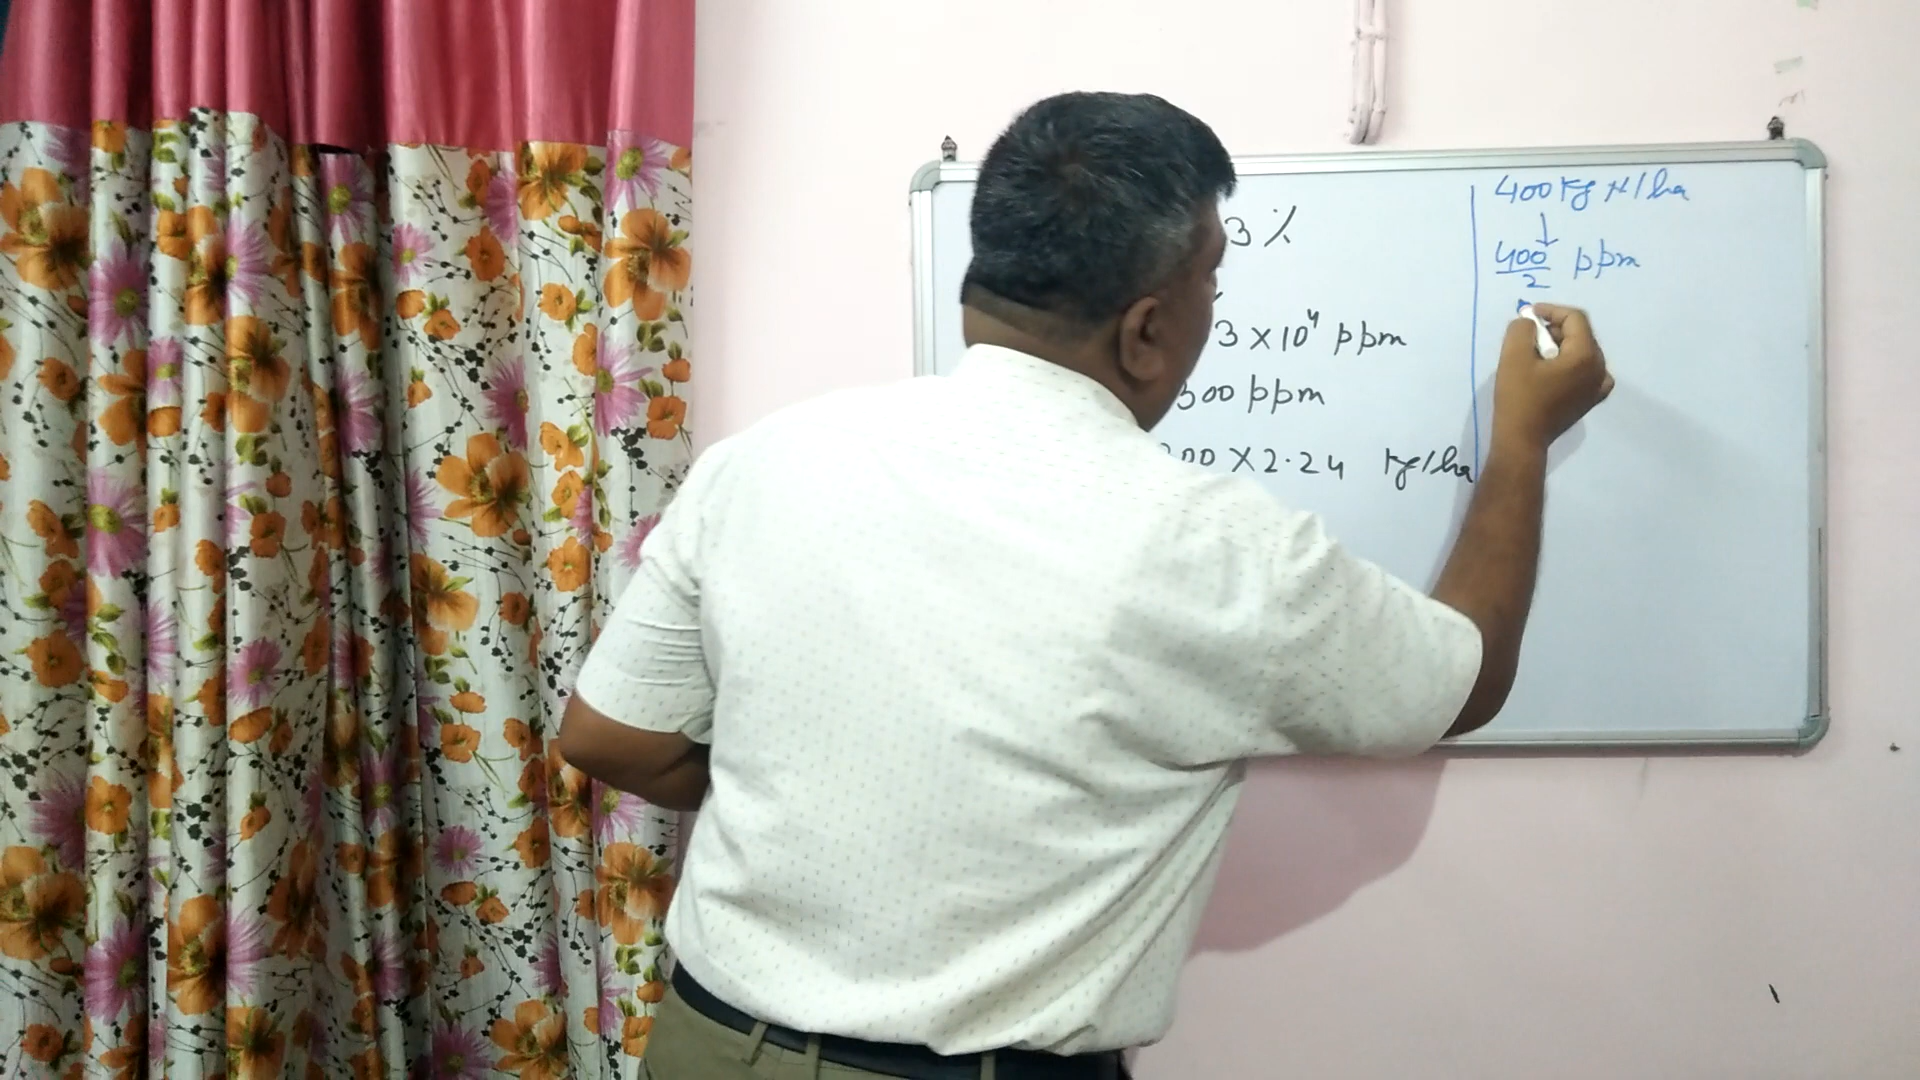 3 %
3 × 10⁴ ppm
300 ppm
00 × 2.24 kg/ha
400 Kg N/ha
↓
400/2 ppm